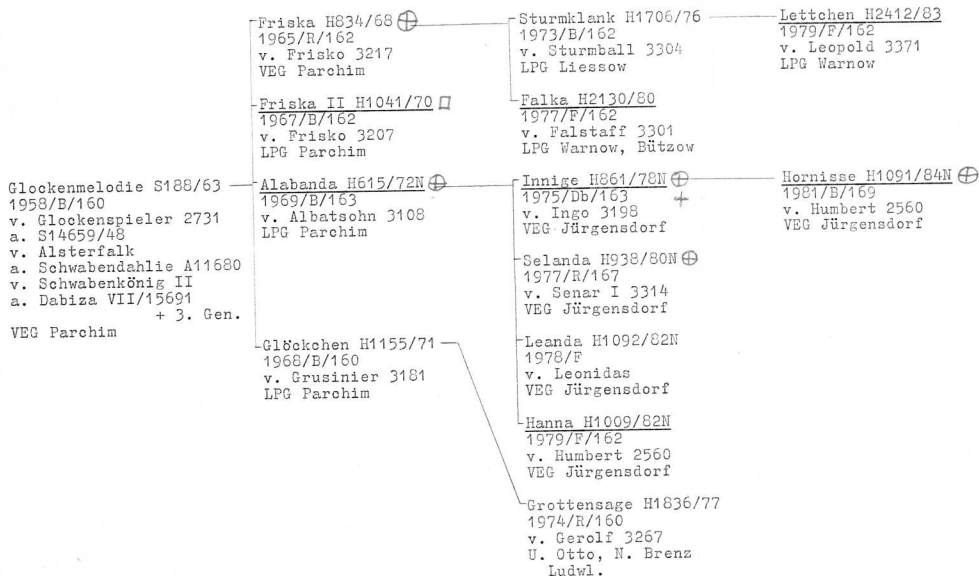 Glockenmelodie S188/63
1958/B/160
v. Glockenspieler 2731
a. S14659/48
v. Alsterfalk
a. Schwabendahlie A11680
v. Schwabenkönig II
a. Dabiza VII/15691
+ 3. Gen.
VEG Parchim
Friska H834/68
1965/R/162
v. Frisko 3217
VEG Parchim
Friska II H1041/70
1967/B/162
v. Frisko 3207
LPG Parchim
Alabanda H615/72N
1969/B/163
v. Albatsohn 3108
LPG Parchim
Glöckchen H1155/71
1968/B/160
v. Grusinier 3181
LPG Parchim
Sturmklank H1706/76
1973/B/162
v. Sturmball 3304
LPG Liessow
Falka H2130/80
1977/F/162
v. Falstaff 3301
LPG Warnow, Bützow
Innige H861/78N
1975/Db/163
v. Ingo 3198
VEG Jürgensdorf
Selanda H938/80N
1977/R/167
v. Senar I 3314
VEG Jürgensdorf
Leanda H1092/82N
1978/F
v. Leonidas
VEG Jürgensdorf
Hanna H1009/82N
1979/F/162
v. Humbert 2560
VEG Jürgensdorf
Grottensage H1836/77
1974/R/160
v. Gerolf 3267
U. Otto, N. Brenz
Ludwl.
Lettchen H2412/83
1979/F/162
v. Leopold 3371
LPG Warnow
Hornisse H1091/84N
1981/B/169
v. Humbert 2560
VEG Jürgensdorf